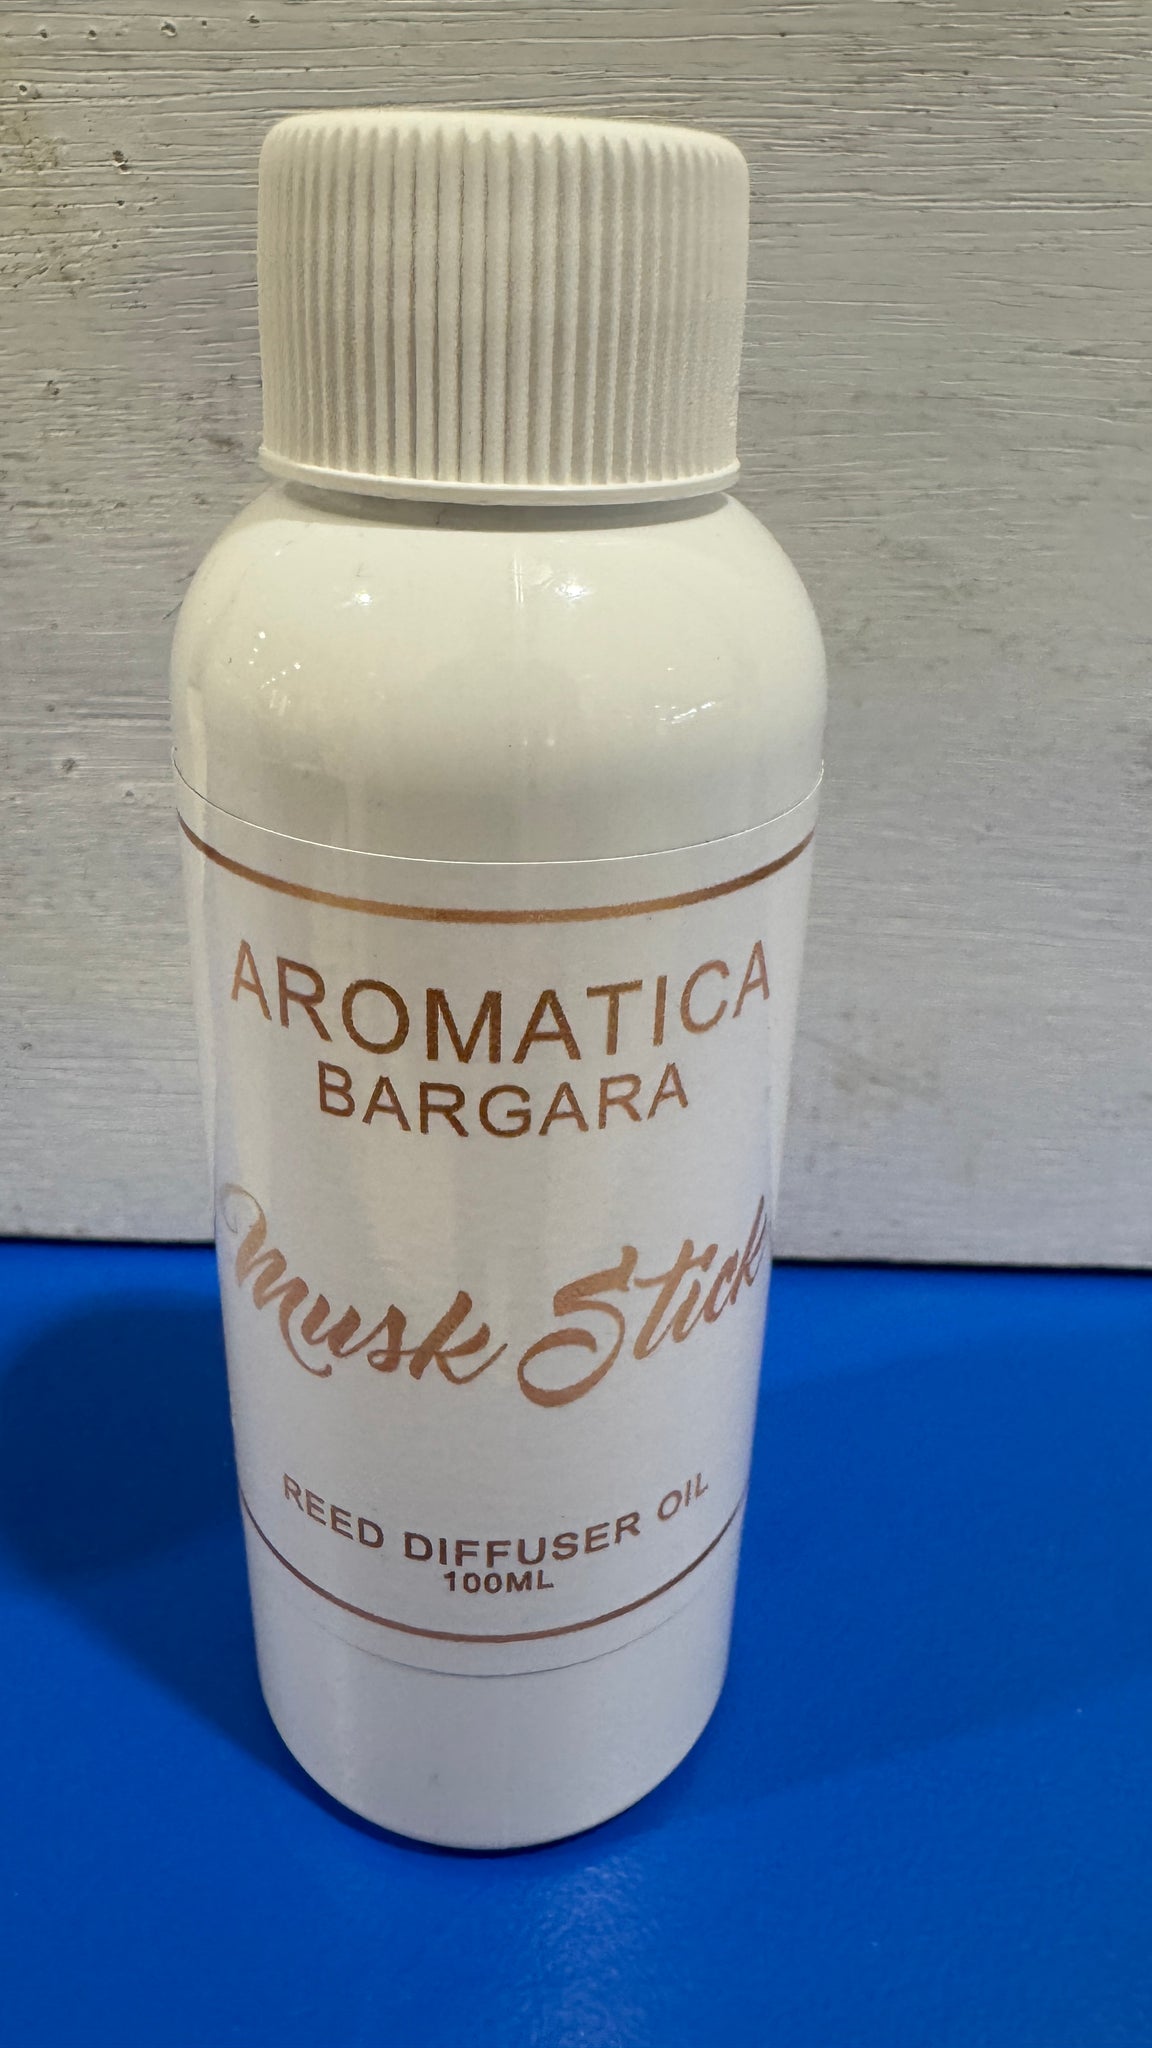 AROMATICA
BARGARA
Musk Stick
REED DIFFUSER OIL
100ML